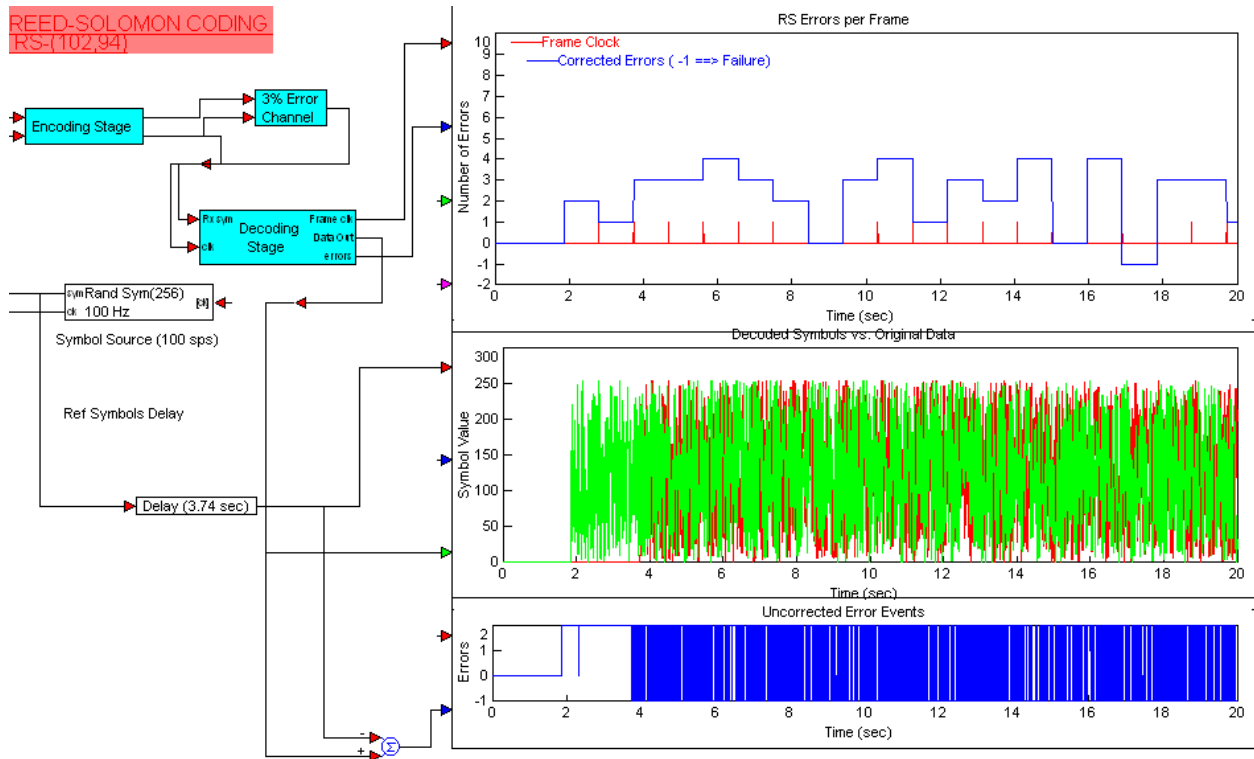 REED-SOLOMON CODING
RS-(102,94)
Encoding Stage
3% Error
Channel
Rx sym
clk
Decoding
Stage
Frame clk
Data Out
errors
sym
clk
Rand Sym(256)
100 Hz
Symbol Source (100 sps)
Ref Symbols Delay
Delay (3.74 sec)
-
+
Σ
RS Errors per Frame
Frame Clock
Corrected Errors ( -1 ==> Failure)
Number of Errors
10
9
8
7
6
5
4
3
2
1
0
-1
-2
0 2 4 6 8 10 12 14 16 18 20
Time (sec)
Decoded Symbols vs. Original Data
Symbol Value
300
250
200
150
100
50
0
0 2 4 6 8 10 12 14 16 18 20
Time (sec)
Uncorrected Error Events
Errors
2
1
0
-1
0 2 4 6 8 10 12 14 16 18 20
Time (sec)